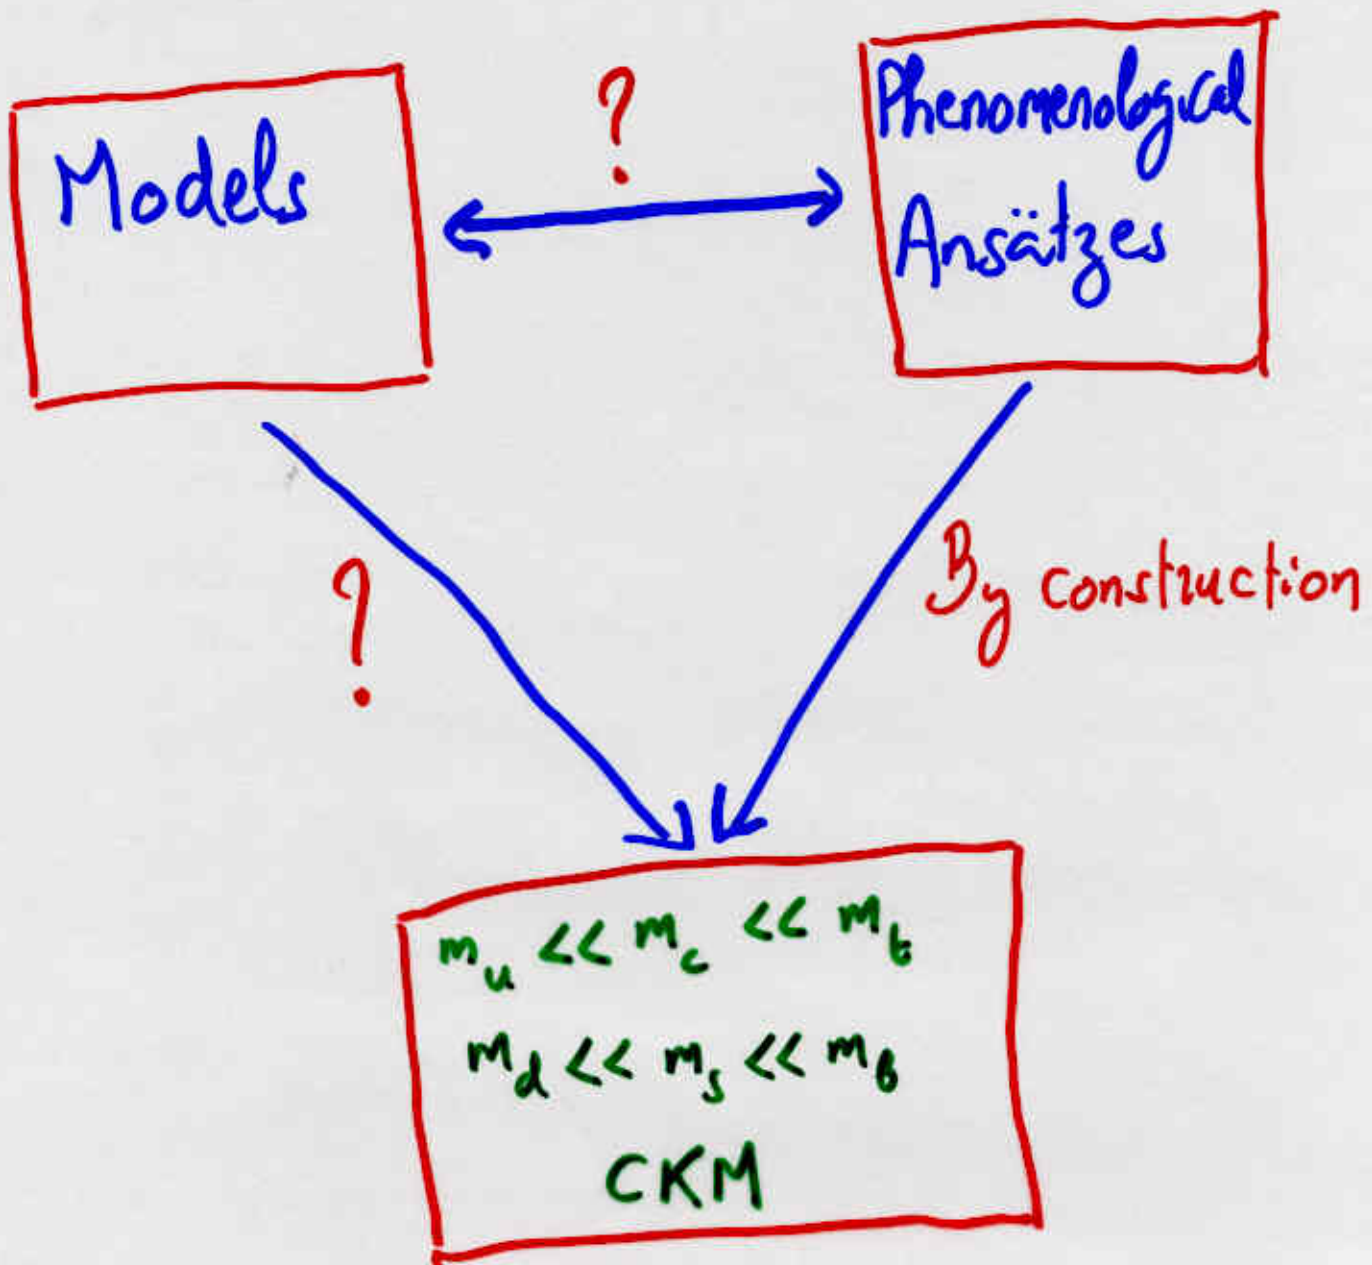 ?
Models
Phenomenological
Ansätzes
?
By construction
m_u << m_c << m_t
m_d << m_s << m_b
CKM